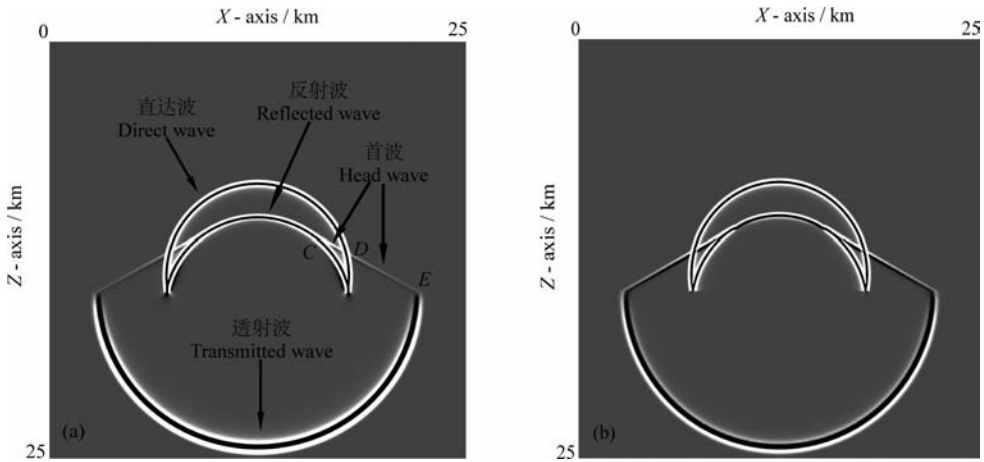 X - axis / km
0
25
Z - axis / km
25
直达波
Direct wave
反射波
Reflected wave
首波
Head wave
C
D
E
透射波
Transmitted wave
(a)
X - axis / km
0
25
Z - axis / km
25
(b)